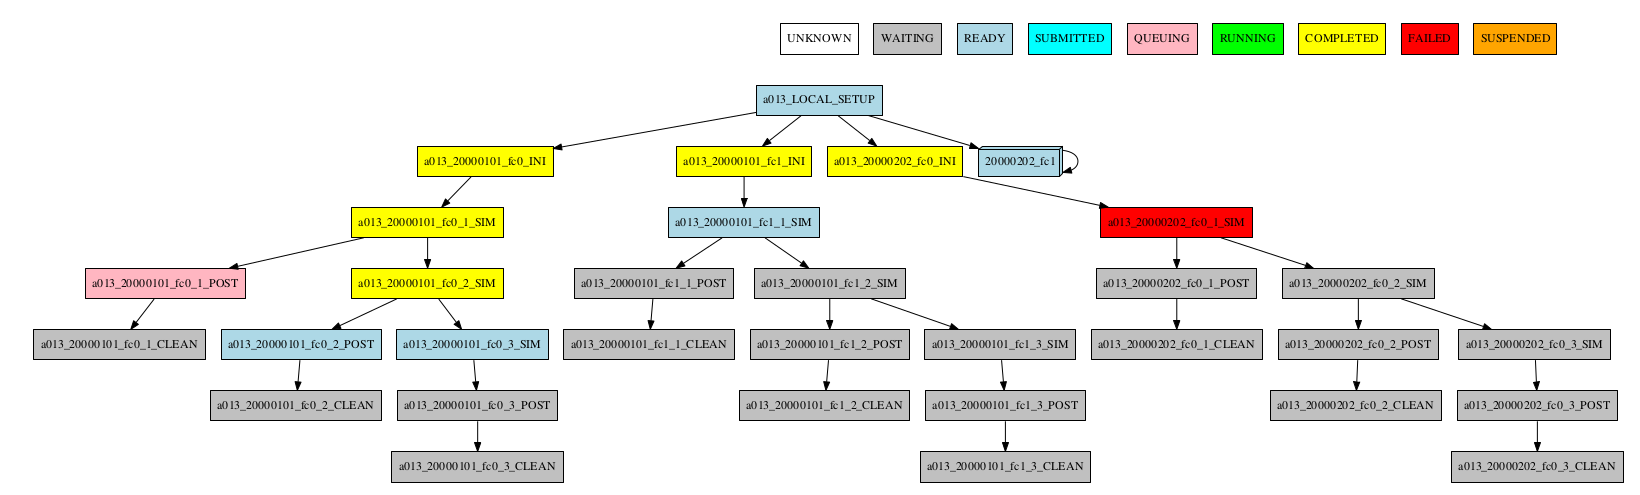 UNKNOWN WAITING READY SUBMITTED QUEUING RUNNING COMPLETED FAILED SUSPENDED
a013_LOCAL_SETUP
a013_20000101_fc0_INI a013_20000101_fc1_INI a013_20000202_fc0_INI 20000202_fc1
a013_20000101_fc0_1_SIM a013_20000101_fc1_1_SIM a013_20000202_fc0_1_SIM
a013_20000101_fc0_1_POST a013_20000101_fc0_2_SIM a013_20000101_fc1_1_POST a013_20000101_fc1_2_SIM a013_20000202_fc0_1_POST a013_20000202_fc0_2_SIM
a013_20000101_fc0_1_CLEAN a013_20000101_fc0_2_POST a013_20000101_fc0_3_SIM a013_20000101_fc1_1_CLEAN a013_20000101_fc1_2_POST a013_20000101_fc1_3_SIM a013_20000202_fc0_1_CLEAN a013_20000202_fc0_2_POST a013_20000202_fc0_3_SIM
a013_20000101_fc0_2_CLEAN a013_20000101_fc0_3_POST a013_20000101_fc1_2_CLEAN a013_20000101_fc1_3_POST a013_20000202_fc0_2_CLEAN a013_20000202_fc0_3_POST
a013_20000101_fc0_3_CLEAN a013_20000101_fc1_3_CLEAN a013_20000202_fc0_3_CLEAN